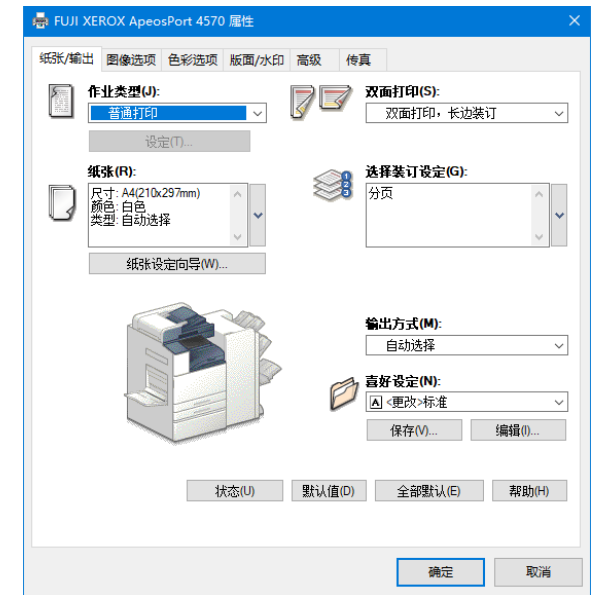 FUJI XEROX ApeosPort 4570 属性
纸张/输出 图像选项 色彩选项 版面/水印 高级 传真
作业类型(J):
普通打印
设定(T)...
双面打印(S):
双面打印，长边装订
纸张(R):
尺寸: A4(210x297mm)
颜色: 白色
类型: 自动选择
纸张设定向导(W)...
选择装订设定(G):
1
2
3
分页
输出方式(M):
自动选择
喜好设定(N):
A <更改>标准
保存(V)... 编辑(I)...
状态(U) 默认值(D) 全部默认(E) 帮助(H)
确定 取消